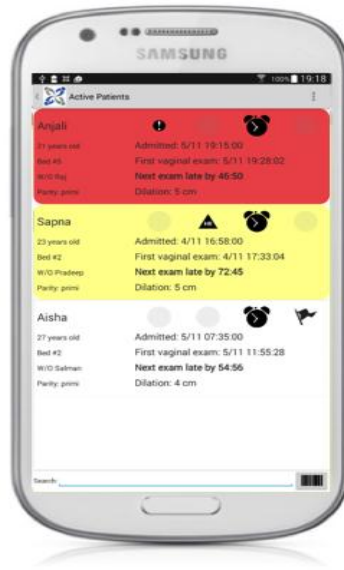 SAMSUNG
100% 19:18
Active Patients
Anjali
21 years old Admitted: 5/11 19:15:00
Bed #5 First vaginal exam: 5/11 19:28:02
W/O Raj Next exam late by 46:50
Parity: primi Dilation: 5 cm
Sapna
23 years old Admitted: 4/11 16:58:00
Bed #2 First vaginal exam: 4/11 17:33:04
W/O Pradeep Next exam late by 72:45
Parity: primi Dilation: 5 cm
Aisha
27 years old Admitted: 5/11 07:35:00
Bed #2 First vaginal exam: 5/11 11:55:28
W/O Salman Next exam late by 54:56
Parity: primi Dilation: 4 cm
Search: